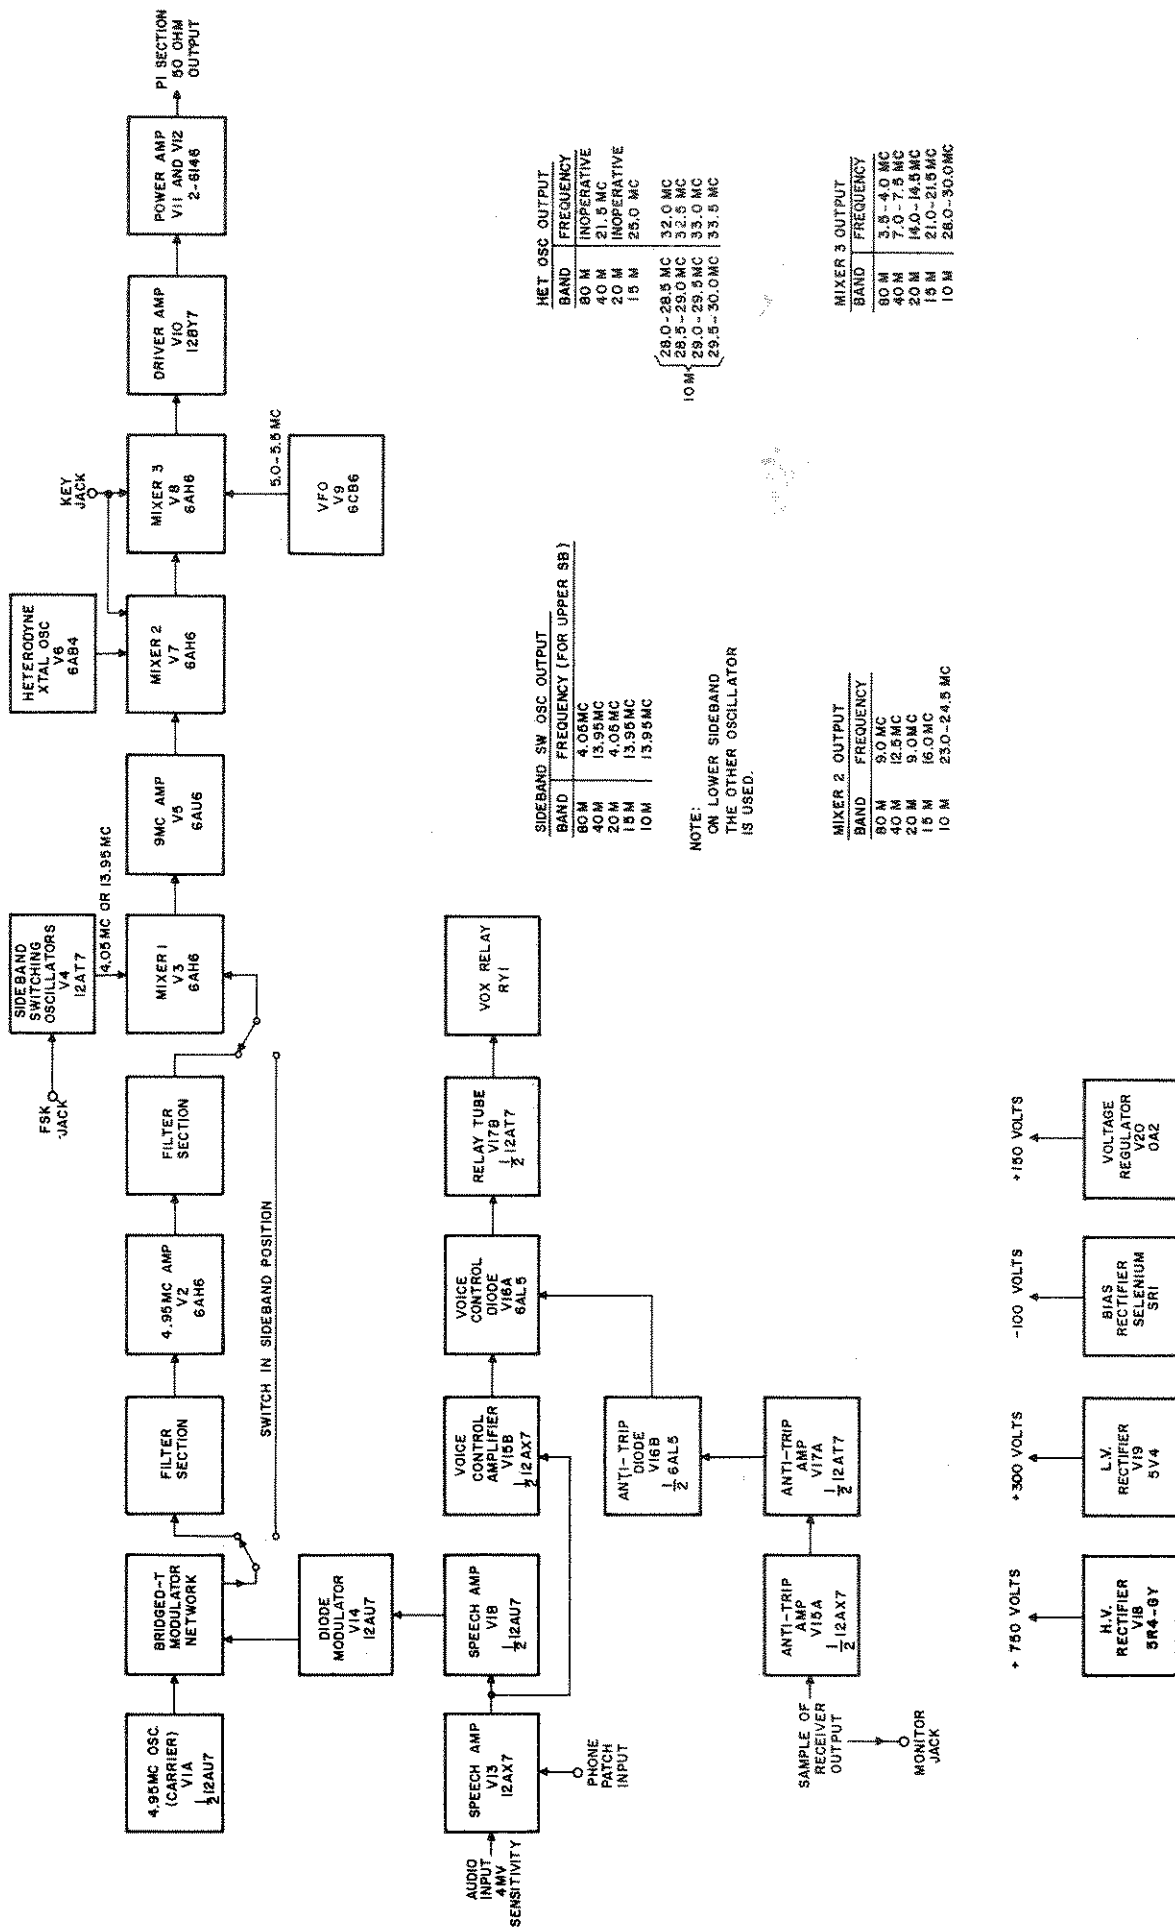 4.95MC OSC.
(CARRIER)
V1A
1/2 12AU7
BRIDGED-T
MODULATOR
NETWORK
FILTER
SECTION
4.95MC AMP
V2
6AH6
FILTER
SECTION
SWITCH IN SIDEBAND POSITION
FSK
JACK
SIDEBAND
SWITCHING
OSCILLATORS
V4
12AT7
4.05 MC OR 13.95 MC
MIXER 1
V3
6AH6
9MC AMP
V5
6AU6
HETERODYNE
XTAL OSC
V6
6AB4
MIXER 2
V7
6AH6
KEY
JACK
MIXER 3
V8
6AH6
5.0-5.5 MC
VFO
V9
6CB6
DRIVER AMP
V10
12BY7
POWER AMP
V11 AND V12
2-6146
PI SECTION
50 OHM
OUTPUT
DIODE
MODULATOR
V14
12AU7
AUDIO
INPUT
4MV
SENSITIVITY
SPEECH AMP
V13
12AX7
PHONE
PATCH
INPUT
SPEECH AMP
V1B
1/2 12AU7
VOICE
CONTROL
AMPLIFIER
V15B
1/2 12AX7
VOICE
CONTROL
DIODE
V16A
6AL5
RELAY TUBE
V17B
1/2 12AT7
VOX RELAY
RY1
ANTI-TRIP
DIODE
V16B
1/2 6AL5
SAMPLE OF
RECEIVER
OUTPUT
MONITOR
JACK
ANTI-TRIP
AMP
V15A
1/2 12AX7
ANTI-TRIP
AMP
V17A
1/2 12AT7
SIDEBAND SW OSC OUTPUT
BAND FREQUENCY (FOR UPPER SB)
80 M 4.05MC
40 M 13.95MC
20 M 4.05MC
15 M 13.95MC
10 M 13.95MC
NOTE:
ON LOWER SIDEBAND
THE OTHER OSCILLATOR
IS USED.
HET OSC OUTPUT
BAND FREQUENCY
80 M INOPERATIVE
40 M 21.5 MC
20 M INOPERATIVE
15 M 25.0 MC
10 M
28.0-28.5 MC 32.0 MC
28.5-29.0 MC 32.5 MC
29.0-29.5MC 33.0 MC
29.5-30.0MC 33.5 MC
MIXER 2 OUTPUT
BAND FREQUENCY
80 M 9.0 MC
40 M 12.5 MC
20 M 9.0 MC
15 M 16.0 MC
10 M 23.0-24.5 MC
MIXER 3 OUTPUT
BAND FREQUENCY
80 M 3.5-4.0 MC
40 M 7.0-7.5 MC
20 M 14.0-14.5 MC
15 M 21.0-21.5 MC
10 M 28.0-30.0MC
+ 750 VOLTS
H.V.
RECTIFIER
V18
5R4-GY
+300 VOLTS
L.V.
RECTIFIER
V19
5V4
-100 VOLTS
BIAS
RECTIFIER
SELENIUM
SR1
+150 VOLTS
VOLTAGE
REGULATOR
V20
0A2